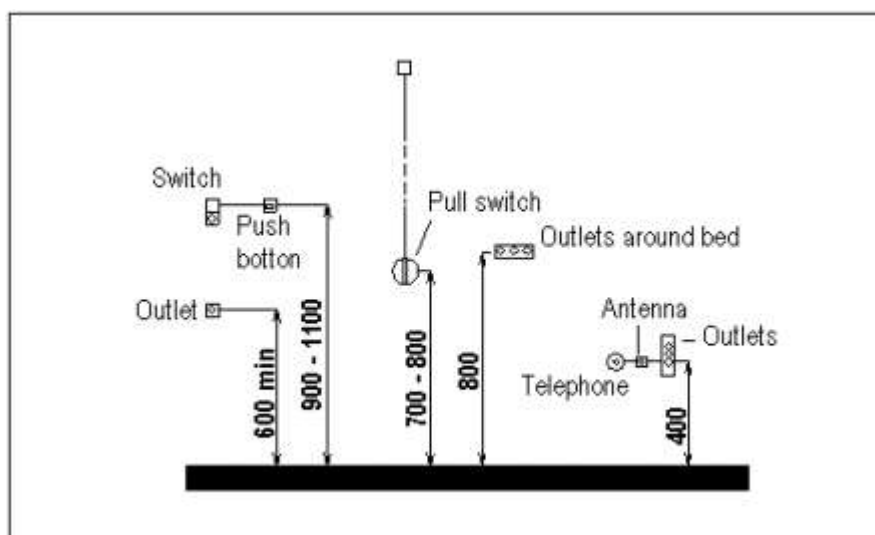 Switch
Push
botton
Pull switch
Outlets around bed
Outlet
Antenna
Outlets
Telephone
600 min
900 - 1100
700 - 800
800
400